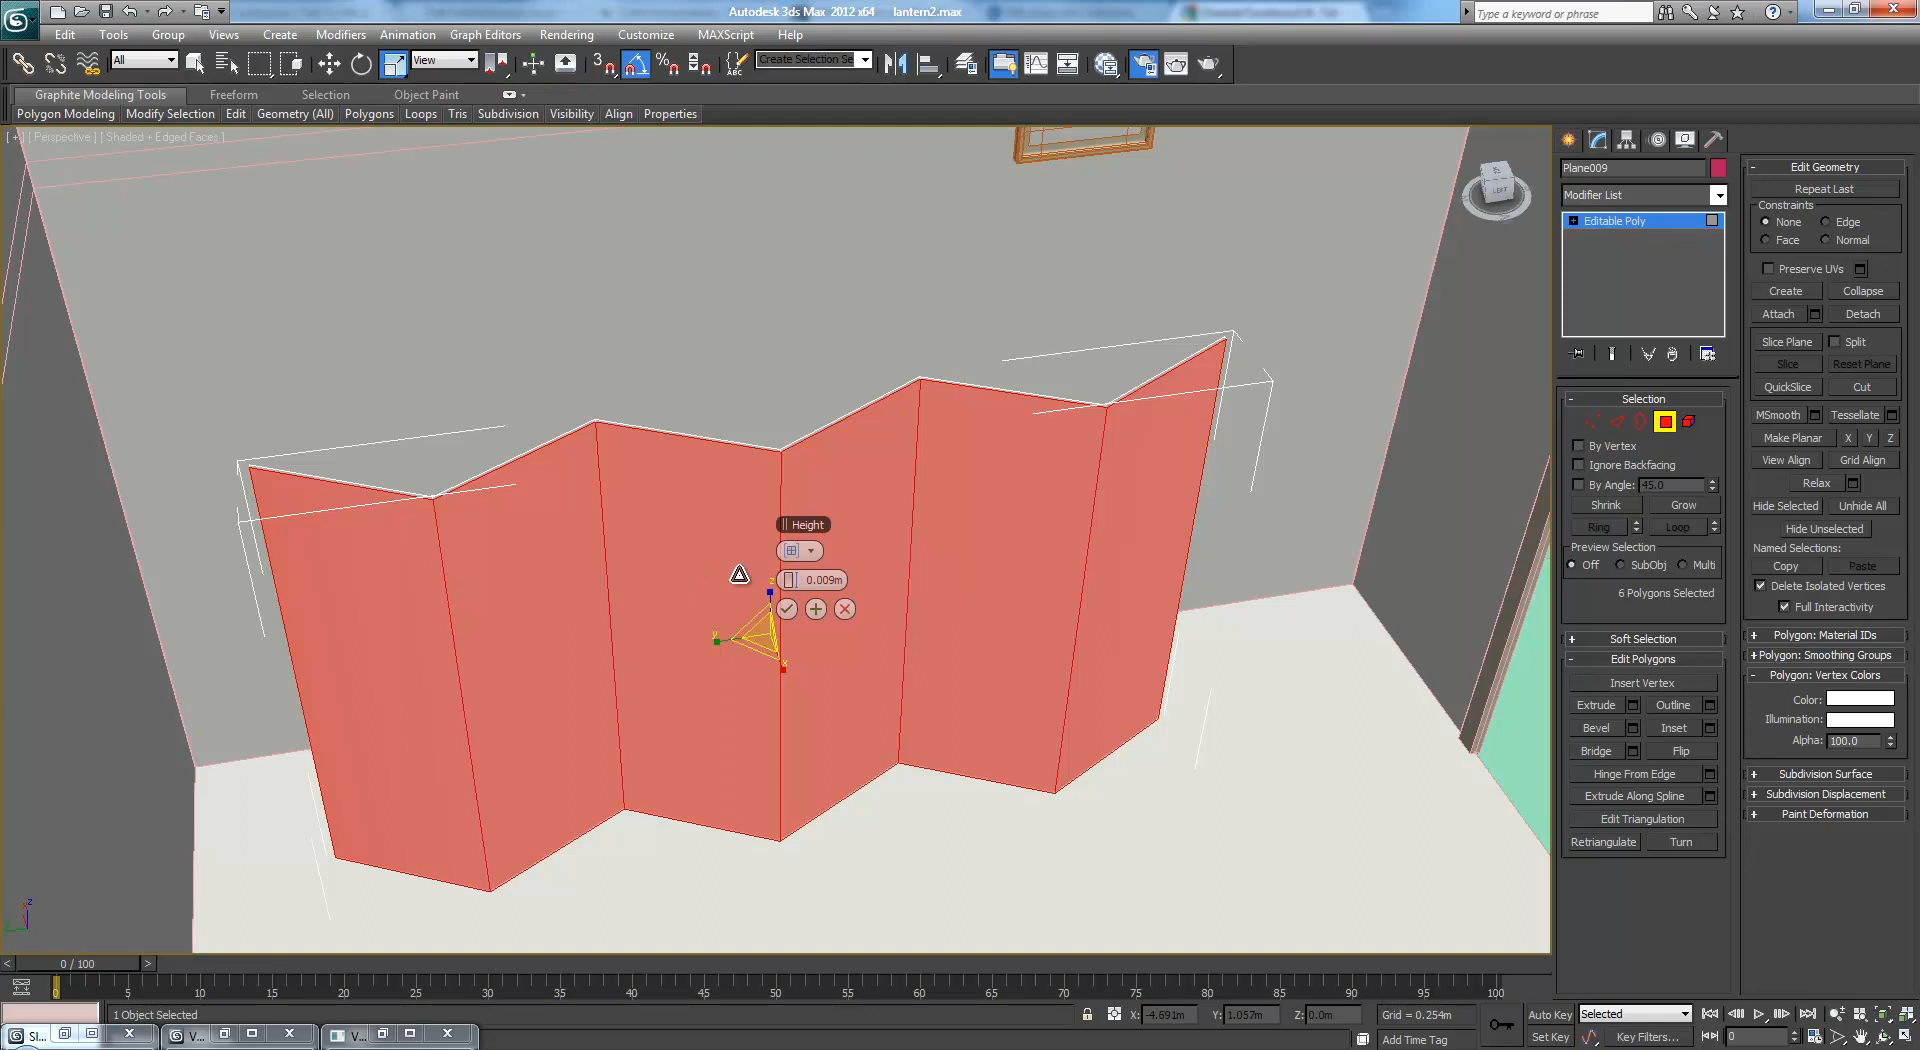 Autodesk 3ds Max 2012 x64 lantern2.max
Type a keyword or phrase
Edit Tools Group Views Create Modifiers Animation Graph Editors Rendering Customize MAXScript Help
All View 3 % ABC Create Selection Se
Graphite Modeling Tools Freeform Selection Object Paint
Polygon Modeling Modify Selection Edit Geometry (All) Polygons Loops Tris Subdivision Visibility Align Properties
[ + ] [ Perspective ] [ Shaded + Edged Faces ]
LEFT
Height
0.009m
z
y
x
Plane009
Modifier List
Editable Poly
Selection
By Vertex
Ignore Backfacing
By Angle: 45.0
Shrink Grow
Ring Loop
Preview Selection
Off SubObj Multi
6 Polygons Selected
Soft Selection
Edit Polygons
Insert Vertex
Extrude Outline
Bevel Inset
Bridge Flip
Hinge From Edge
Extrude Along Spline
Edit Triangulation
Retriangulate Turn
Edit Geometry
Repeat Last
Constraints
None Edge
Face Normal
Preserve UVs
Create Collapse
Attach Detach
Slice Plane Split
Slice Reset Plane
QuickSlice Cut
MSmooth Tessellate
Make Planar X Y Z
View Align Grid Align
Relax
Hide Selected Unhide All
Hide Unselected
Named Selections:
Copy Paste
Delete Isolated Vertices
Full Interactivity
Polygon: Material IDs
Polygon: Smoothing Groups
Polygon: Vertex Colors
Color:
Illumination:
Alpha: 100.0
Subdivision Surface
Subdivision Displacement
Paint Deformation
< 0 / 100 >
0 5 10 15 20 25 30 35 40 45 50 55 60 65 70 75 80 85 90 95 100
1 Object Selected X: -4.691m Y: 1.057m Z: 0.0m Grid = 0.254m Auto Key Selected
Sl... V... V... Add Time Tag Set Key Key Filters... 0